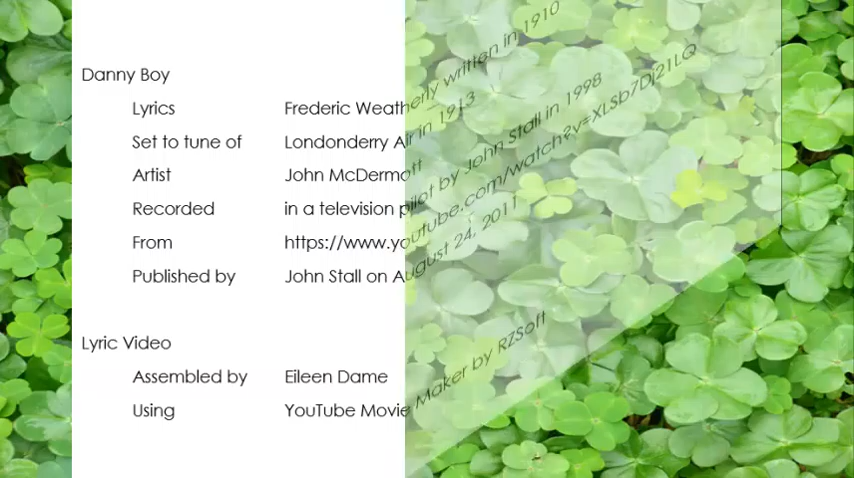 Danny Boy
Lyrics Frederic Weatherly written in 1910
Set to tune of Londonderry Air in 1913
Artist John McDermott
Recorded in a television pilot by John Stall in 1998
From https://www.youtube.com/watch?v=XLSb7Dj21LQ
Published by John Stall on August 24, 2011
Lyric Video
Assembled by Eileen Dame
Using YouTube Movie Maker by RZSoft